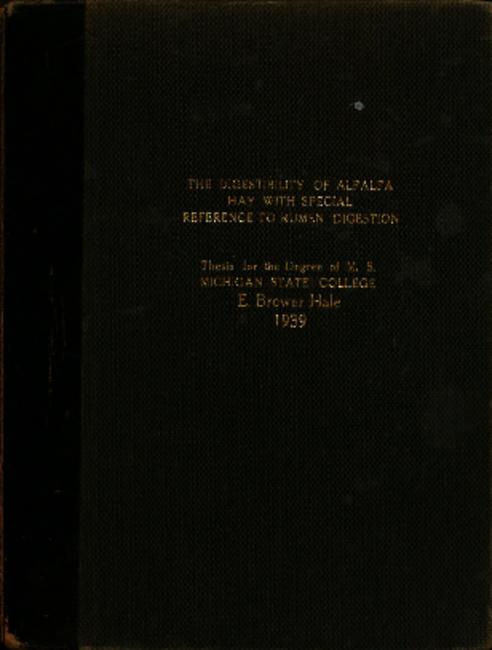 THE DIGESTIBILITY OF ALFALFA
HAY WITH SPECIAL
REFERENCE TO RUMEN DIGESTION
Thesis for the Degree of M. S.
MICHIGAN STATE COLLEGE
E. Brewer Hale
1939